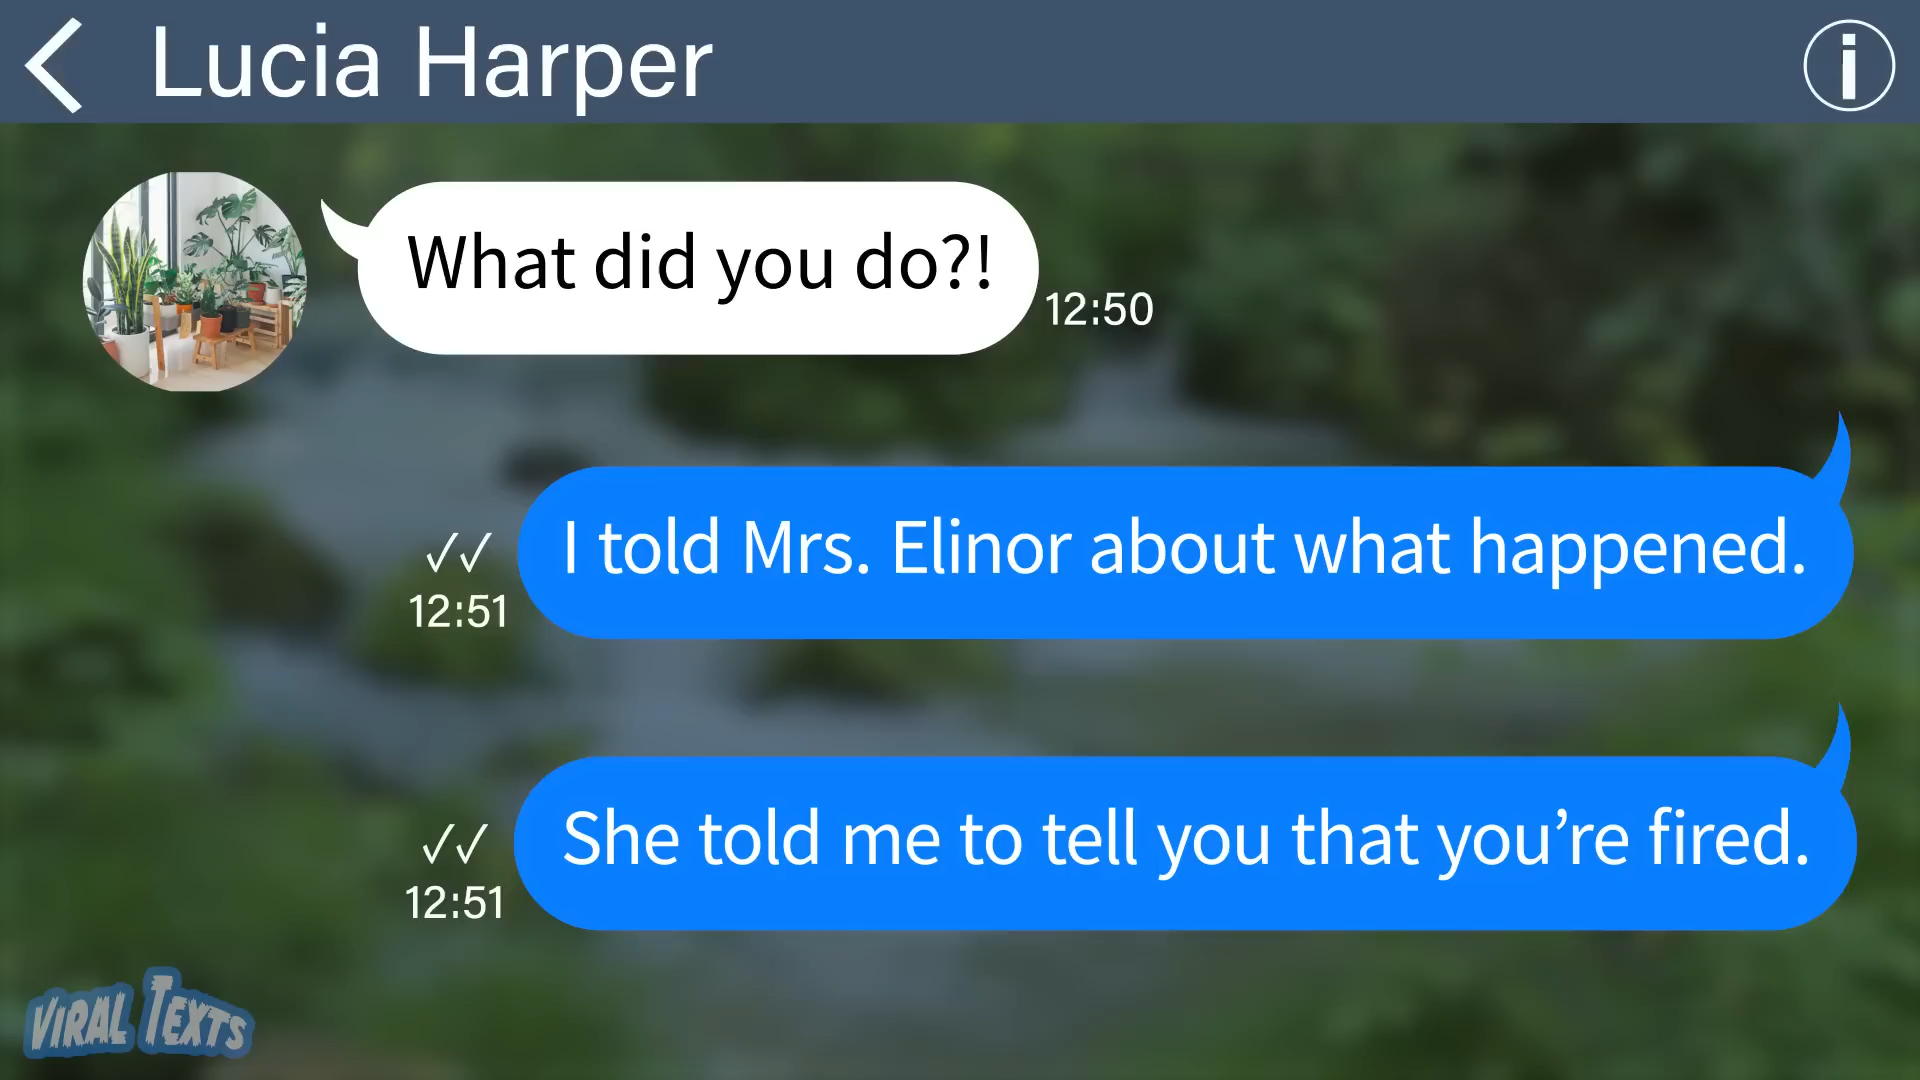 Lucia Harper
What did you do?!
12:50
I told Mrs. Elinor about what happened.
12:51
She told me to tell you that you’re fired.
12:51
VIRAL TEXTS